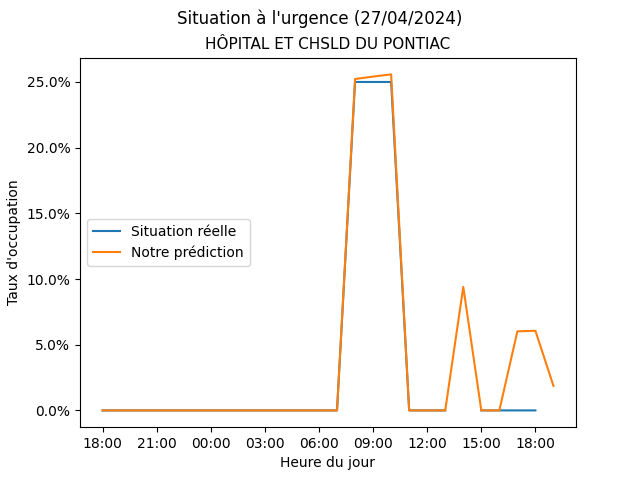 Situation à l'urgence (27/04/2024)
HÔPITAL ET CHSLD DU PONTIAC
25.0%
20.0%
15.0%
10.0%
5.0%
0.0%
Taux d'occupation
Situation réelle
Notre prédiction
18:00 21:00 00:00 03:00 06:00 09:00 12:00 15:00 18:00
Heure du jour